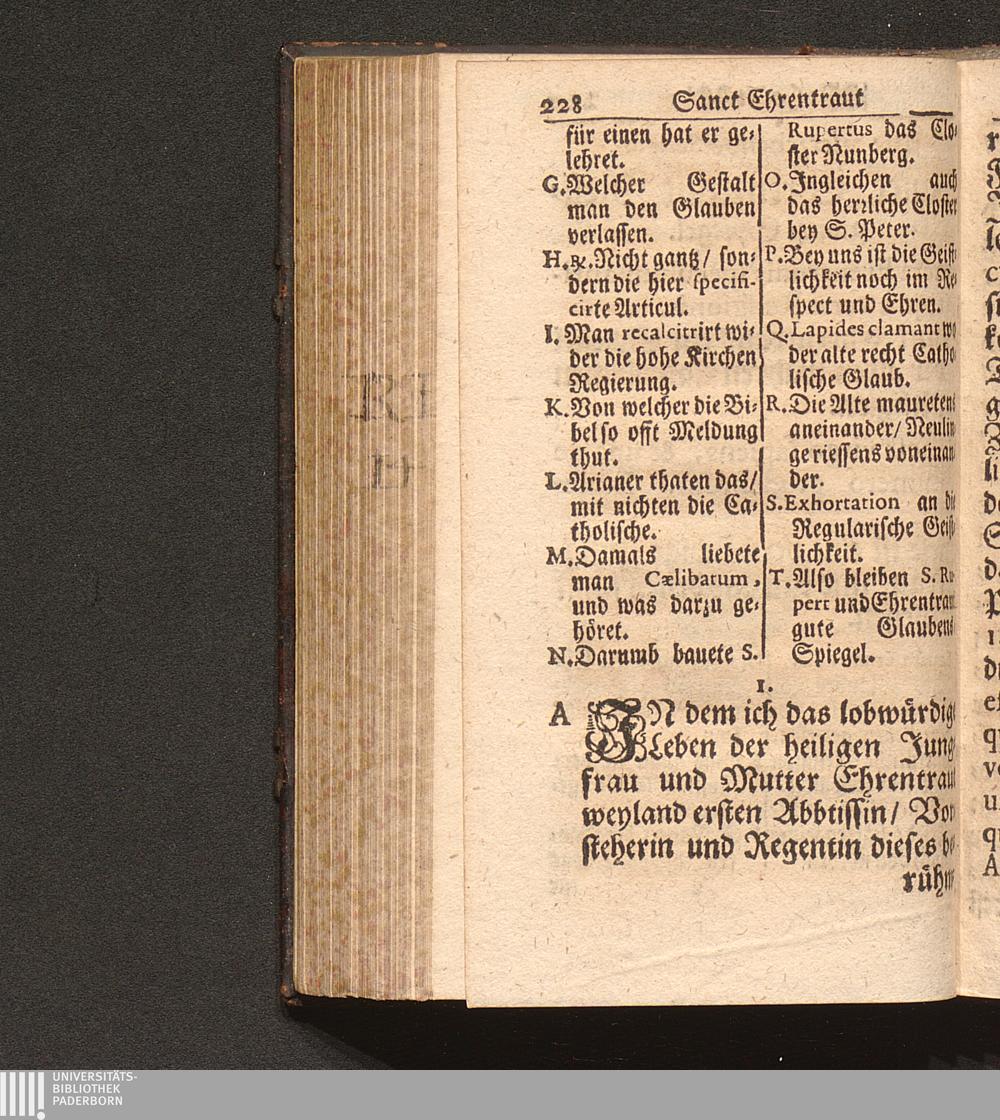 228 Sanct Ehrentraut
für einen hat er ge-
lehret.
G. Welcher Gestalt
man den Glauben
verlassen.
H. ℞. Nicht gantz / son-
dern die hier specifi-
cirte Articul.
I. Man recalcitrirt wi-
der die hohe Kirchen
Regierung.
K. Von welcher die Bi-
bel so offt Meldung
thut.
L. Arianer thaten das /
mit nichten die Ca-
tholische.
M. Damals liebete
man Cælibatum,
und was darzu ge-
höret.
N. Darumb bauete S.
Rupertus das Clo-
ster Nunberg.
O. Ingleichen auch
das herꝛliche Closter
bey S. Peter.
P. Bey uns ist die Geist-
lichkeit noch im Re-
spect und Ehren.
Q. Lapides clamant wo
der alte recht Catho-
lische Glaub.
R. Die Alte maureten
aneinander / Neulin-
ge riessens voneinan-
der.
S. Exhortation an die
Regularische Geist-
lichkeit.
T. Also bleiben S. Ru-
pert und Ehrentraut
gute Glaubens
Spiegel.
1.
A IN dem ich das lobwürdige
Leben der heiligen Jung-
frau und Mutter Ehrentraut
weyland ersten Abbtissin / Vor-
steherin und Regentin dieses be-
rühm-
UNIVERSITÄTS-
BIBLIOTHEK
PADERBORN